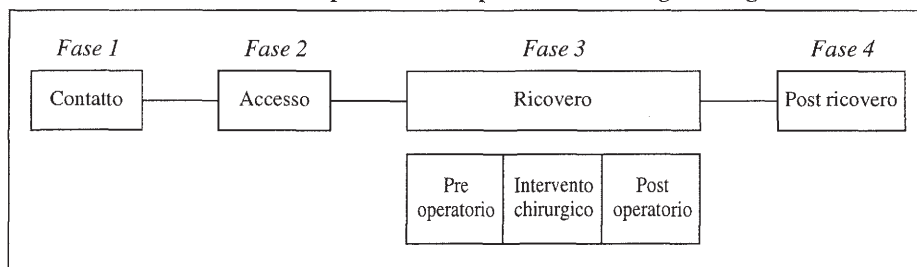 Fase 1
Fase 2
Fase 3
Fase 4
Contatto
Accesso
Ricovero
Post ricovero
Pre
operatorio
Intervento
chirurgico
Post
operatorio